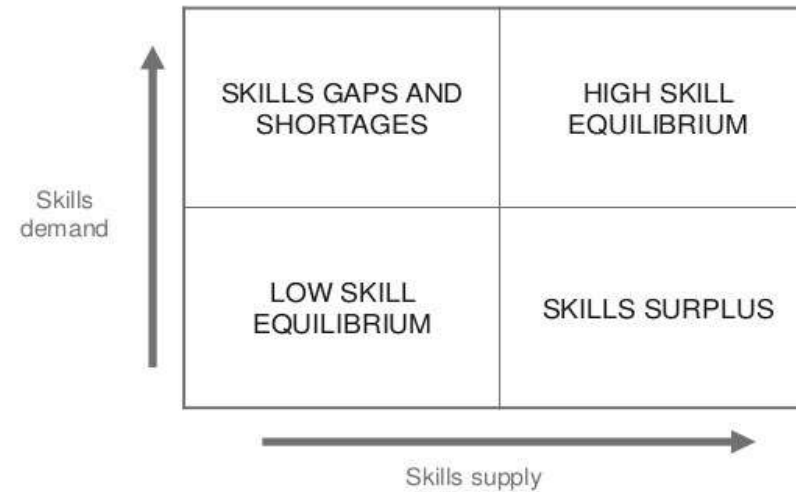 SKILLS GAPS AND
SHORTAGES
HIGH SKILL
EQUILIBRIUM
Skills
demand
LOW SKILL
EQUILIBRIUM
SKILLS SURPLUS
Skills supply